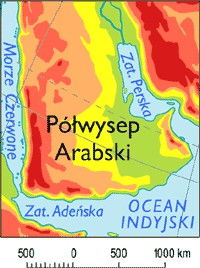 Morze Czerwone
Zat. Perska
Półwysep
Arabski
Zat. Adeńska
OCEAN
INDYJSKI
500 0 500 1000 km